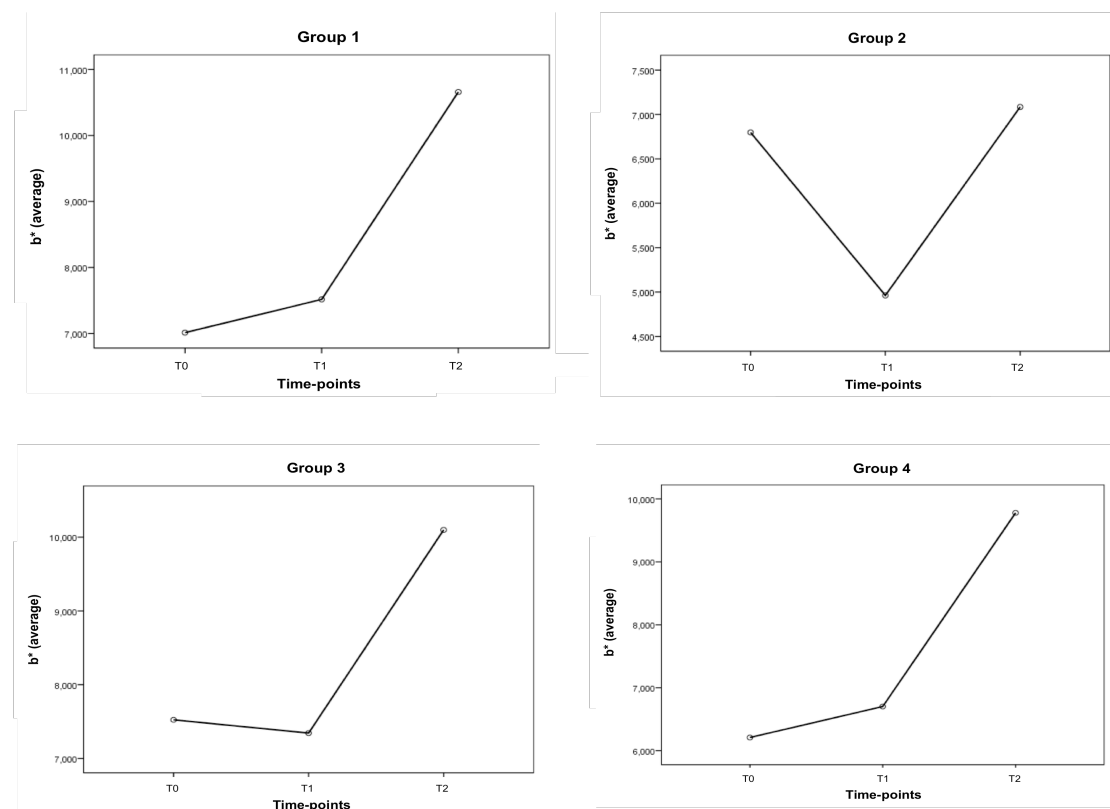 Group 1
11,000
10,000
9,000
8,000
7,000
b* (average)
T0 T1 T2
Time-points
Group 2
7,500
7,000
6,500
6,000
5,500
5,000
4,500
b* (average)
T0 T1 T2
Time-points
Group 3
10,000
9,000
8,000
7,000
b* (average)
T0 T1 T2
Time-points
Group 4
10,000
9,000
8,000
7,000
6,000
b* (average)
T0 T1 T2
Time-points